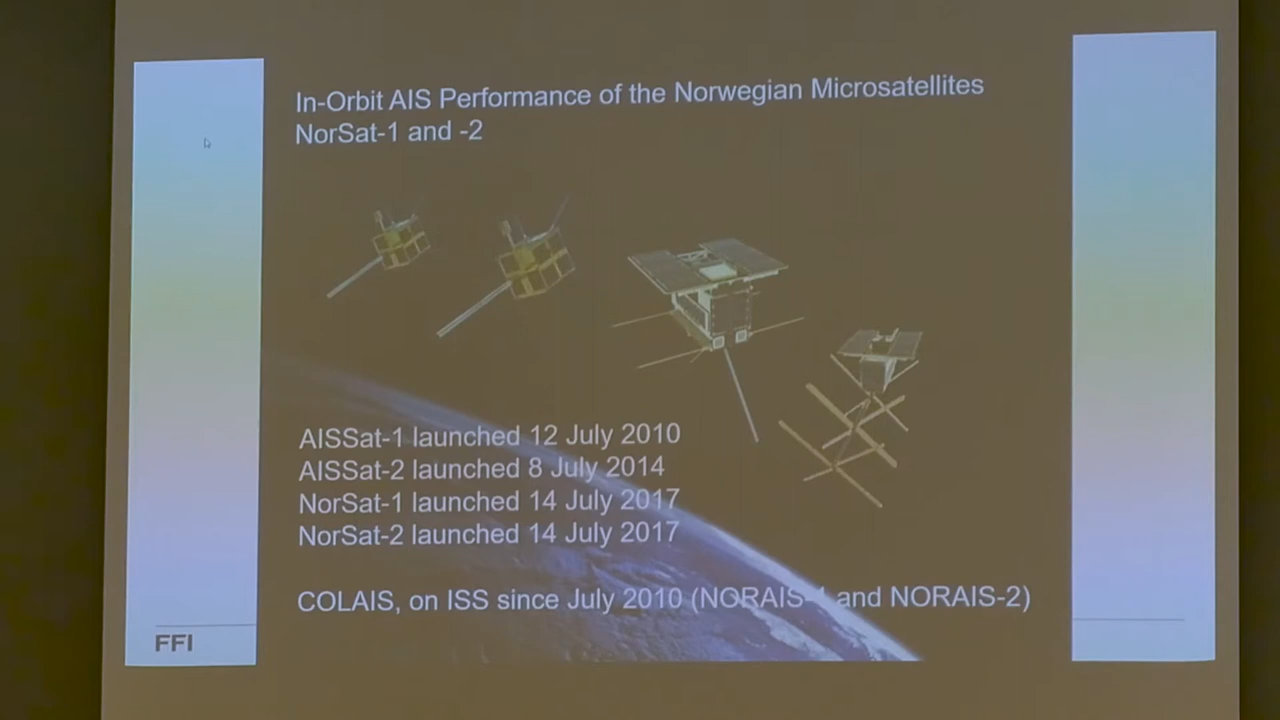 In-Orbit AIS Performance of the Norwegian Microsatellites
NorSat-1 and -2
AISSat-1 launched 12 July 2010
AISSat-2 launched 8 July 2014
NorSat-1 launched 14 July 2017
NorSat-2 launched 14 July 2017
COLAIS, on ISS since July 2010 (NORAIS-1 and NORAIS-2)
FFI